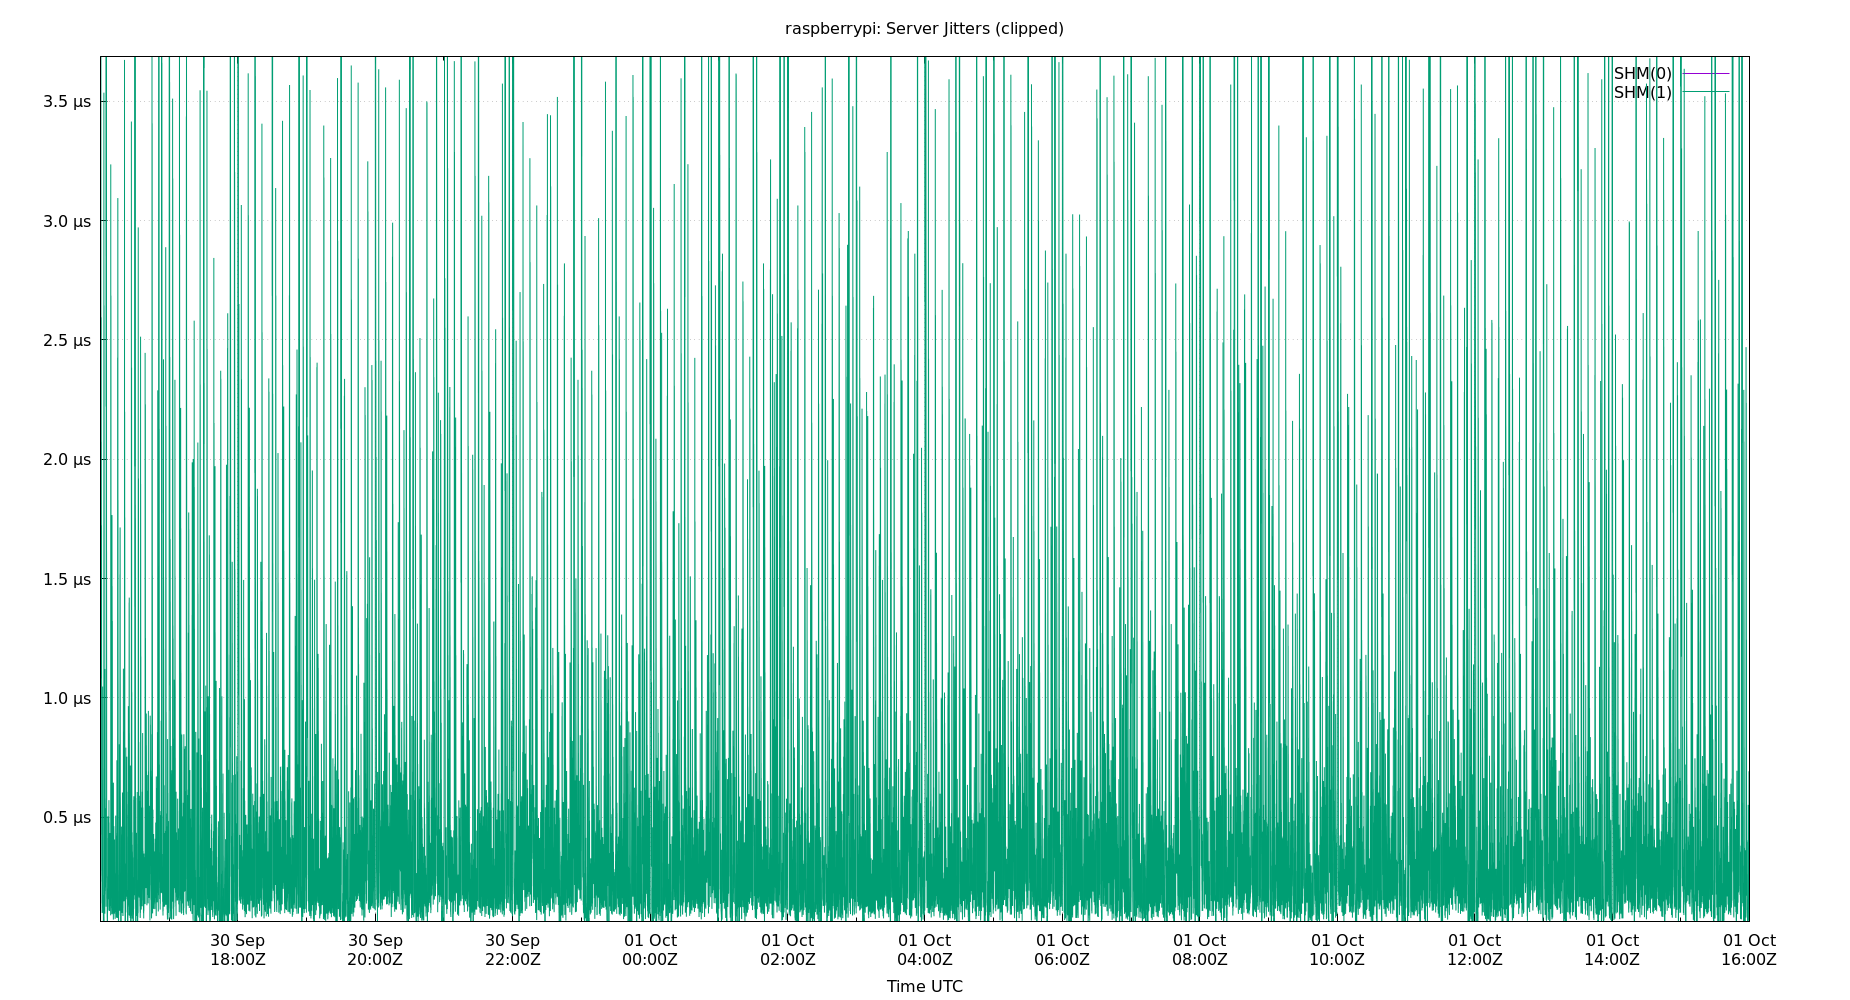 raspberrypi: Server Jitters (clipped)
SHM(0)
SHM(1)
3.5 µs
3.0 µs
2.5 µs
2.0 µs
1.5 µs
1.0 µs
0.5 µs
30 Sep 30 Sep 30 Sep 01 Oct 01 Oct 01 Oct 01 Oct 01 Oct 01 Oct 01 Oct 01 Oct 01 Oct
18:00Z 20:00Z 22:00Z 00:00Z 02:00Z 04:00Z 06:00Z 08:00Z 10:00Z 12:00Z 14:00Z 16:00Z
Time UTC